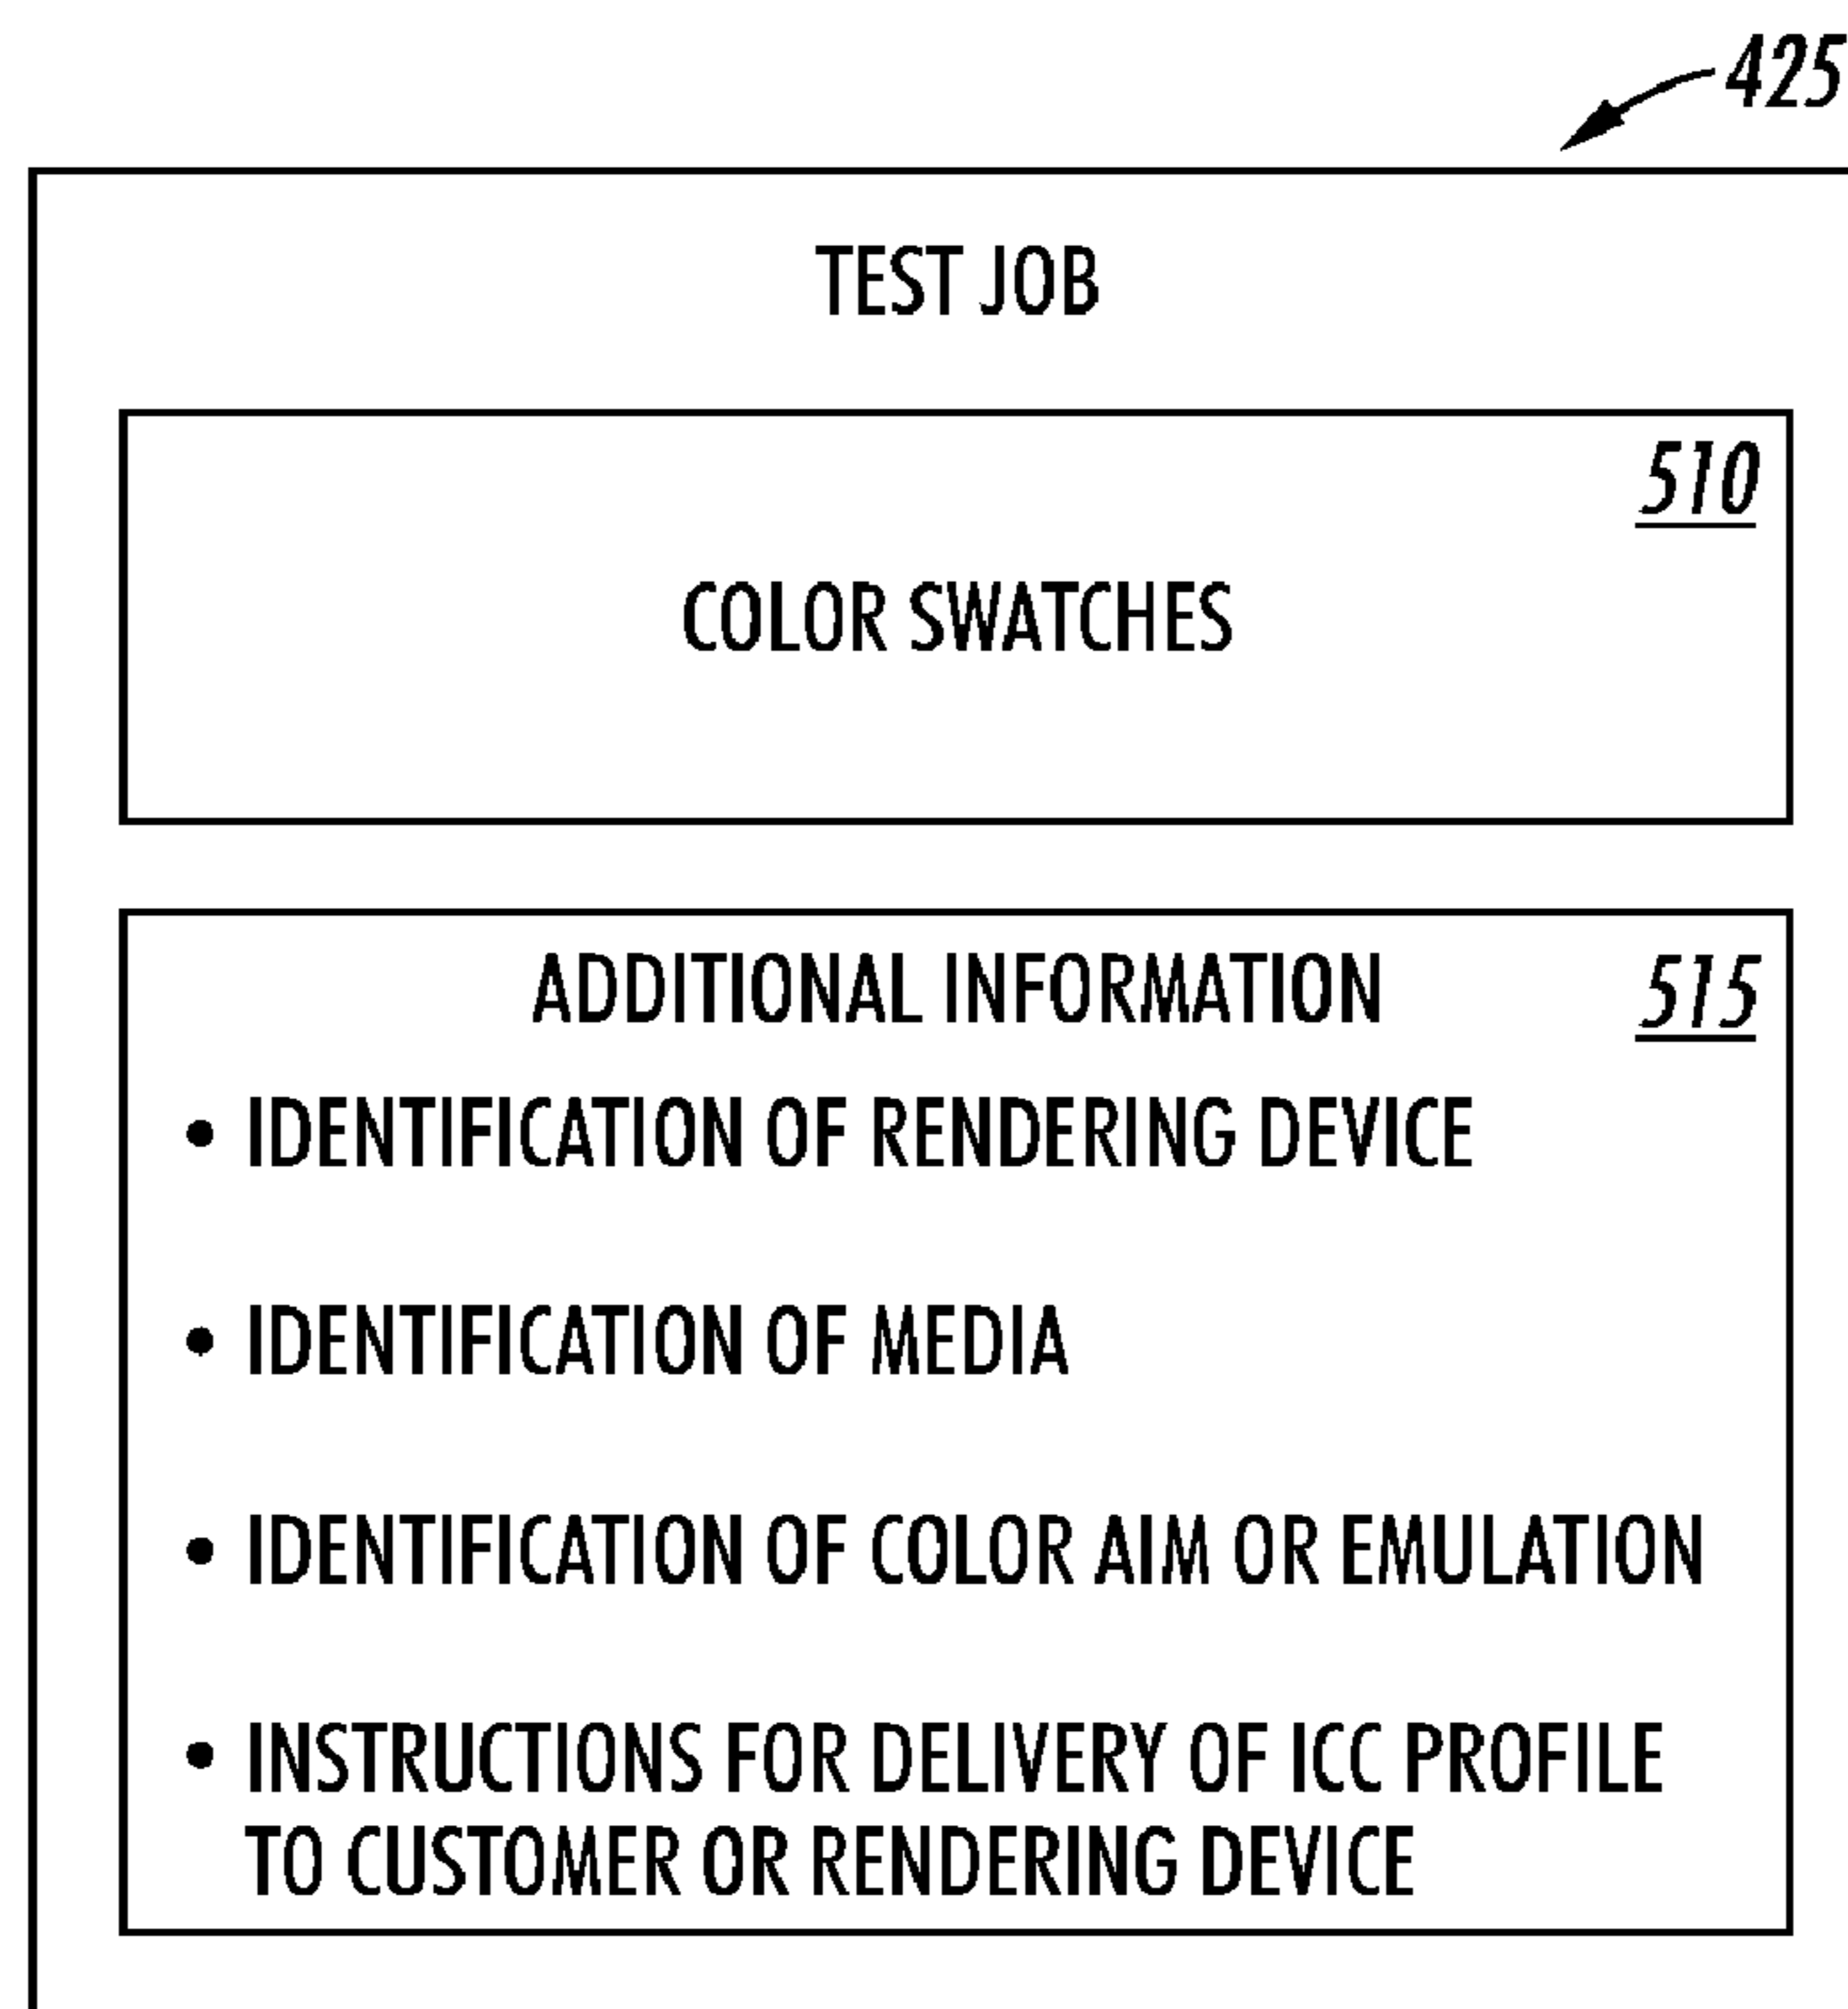 425
TEST JOB
510
COLOR SWATCHES
ADDITIONAL INFORMATION
515
• IDENTIFICATION OF RENDERING DEVICE
• IDENTIFICATION OF MEDIA
• IDENTIFICATION OF COLOR AIM OR EMULATION
• INSTRUCTIONS FOR DELIVERY OF ICC PROFILE
TO CUSTOMER OR RENDERING DEVICE